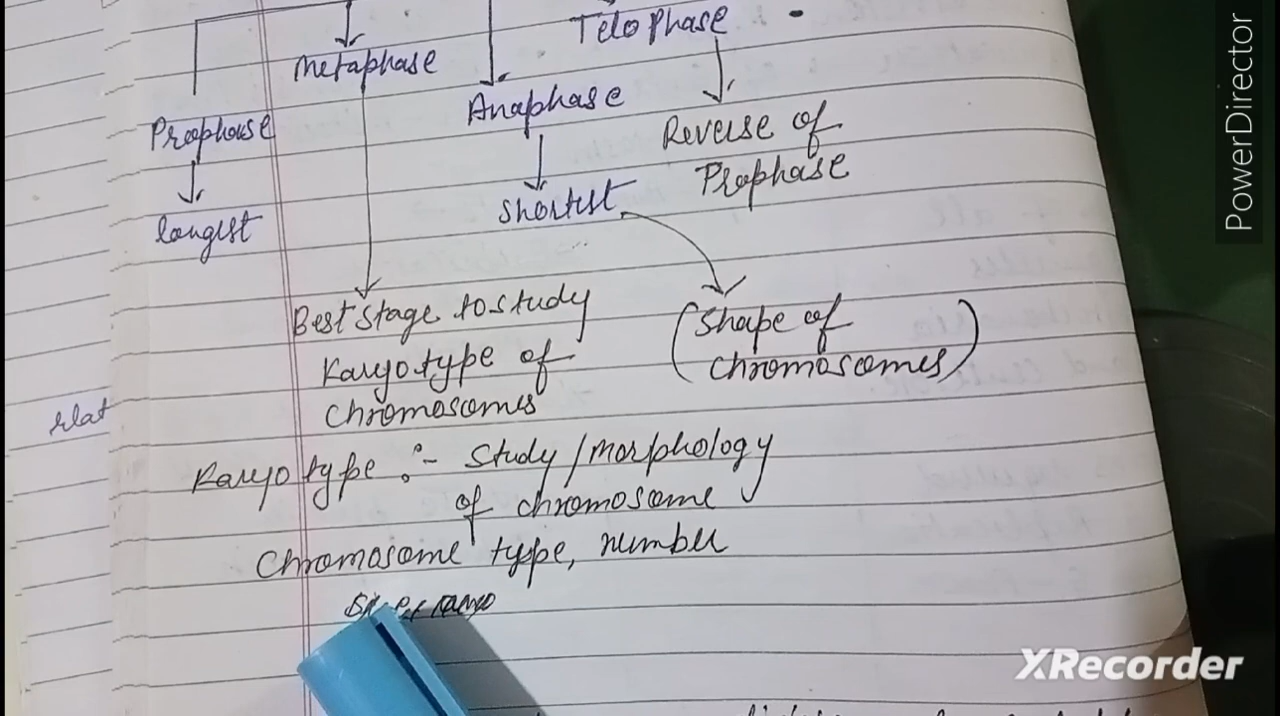 Telophase
Metaphase
Anaphase
Prophase
Reverse of
Prophase
longest
shortest
Best stage to study
Karyotype of
chromosomes
(shape of
chromosomes)
relat
Karyotype :- study/morphology
of chromosome
chromosome type, number
PowerDirector
XRecorder